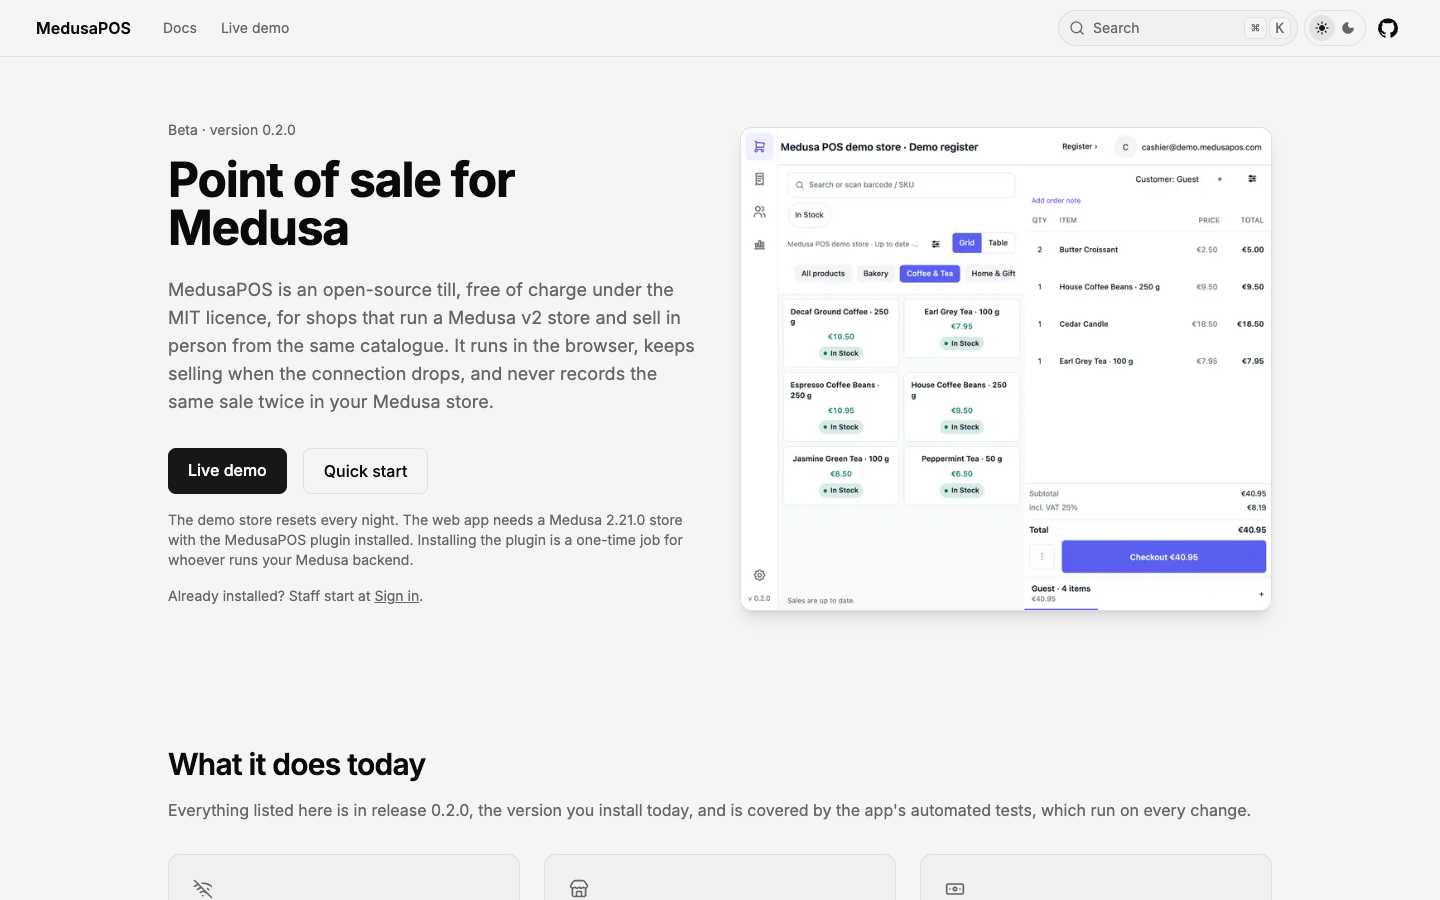 MedusaPOS
Docs
Live demo
Search
⌘ K
Beta · version 0.2.0
Point of sale for
Medusa
MedusaPOS is an open-source till, free of charge under the
MIT licence, for shops that run a Medusa v2 store and sell in
person from the same catalogue. It runs in the browser, keeps
selling when the connection drops, and never records the
same sale twice in your Medusa store.
Live demo
Quick start
The demo store resets every night. The web app needs a Medusa 2.21.0 store
with the MedusaPOS plugin installed. Installing the plugin is a one-time job for
whoever runs your Medusa backend.
Already installed? Staff start at Sign in.
Medusa POS demo store · Demo register
Register ›
C
cashier@demo.medusapos.com
Search or scan barcode / SKU
In Stock
Medusa POS demo store · Up to date ·...
Grid
Table
All products
Bakery
Coffee & Tea
Home & Gift
Decaf Ground Coffee · 250
g
€10.50
In Stock
Earl Grey Tea · 100 g
€7.95
In Stock
Espresso Coffee Beans ·
250 g
€10.95
In Stock
House Coffee Beans · 250
g
€9.50
In Stock
Jasmine Green Tea · 100 g
€8.50
In Stock
Peppermint Tea · 50 g
€6.50
In Stock
v 0.2.0
Sales are up to date.
Customer: Guest
+
Add order note
QTY ITEM PRICE TOTAL
2 Butter Croissant €2.50 €5.00
1 House Coffee Beans · 250 g €9.50 €9.50
1 Cedar Candle €18.50 €18.50
1 Earl Grey Tea · 100 g €7.95 €7.95
Subtotal €40.95
Incl. VAT 25% €8.19
Total €40.95
Checkout €40.95
Guest · 4 items
€40.95
+
What it does today
Everything listed here is in release 0.2.0, the version you install today, and is covered by the app's automated tests, which run on every change.